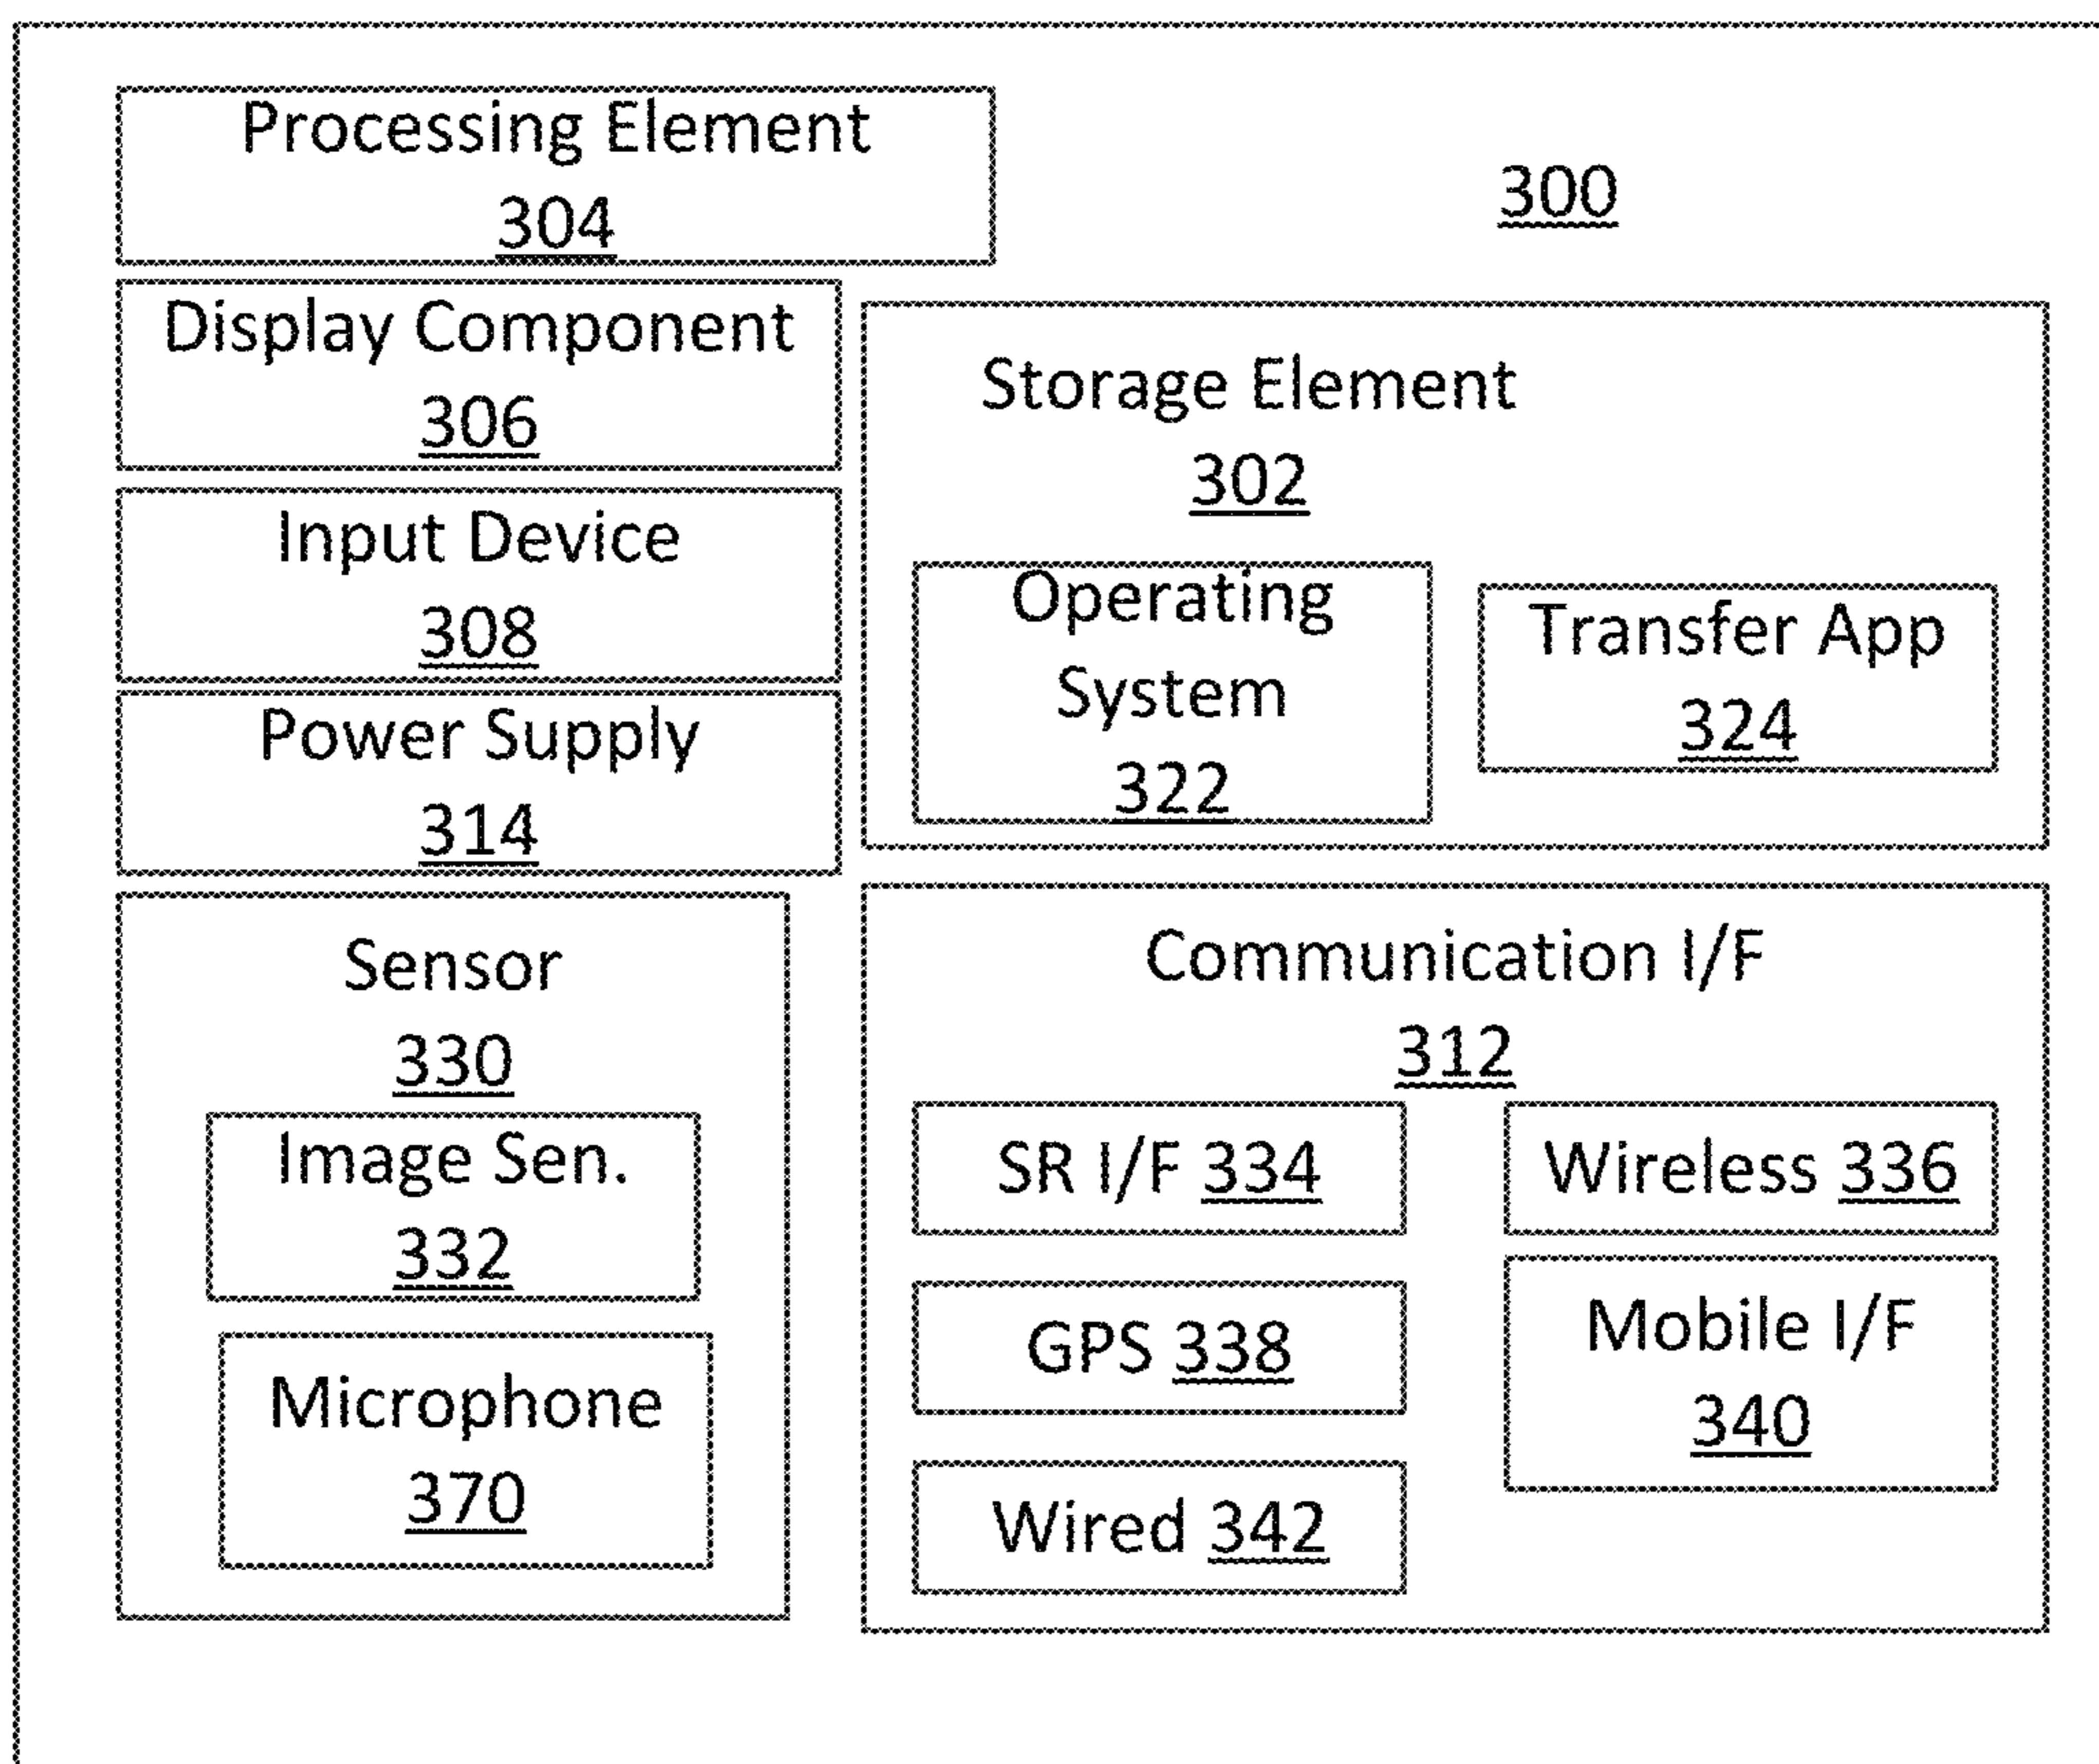 Processing Element
304
300
Display Component
306
Input Device
308
Power Supply
314
Storage Element
302
Operating
System
322
Transfer App
324
Sensor
330
Image Sen.
332
Microphone
370
Communication I/F
312
SR I/F 334
Wireless 336
GPS 338
Mobile I/F
340
Wired 342